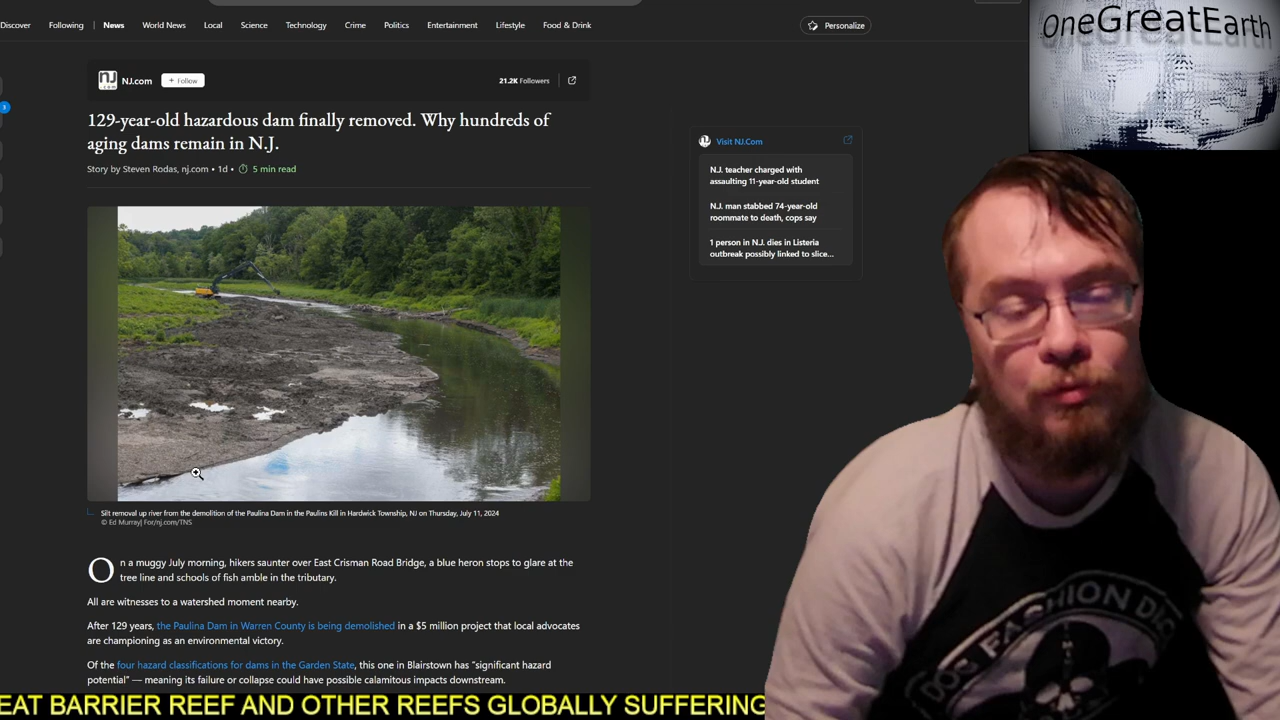 Discover Following News World News Local Science Technology Crime Politics Entertainment Lifestyle Food & Drink Personalize
OneGreatEarth
3
nj
.com
NJ.com + Follow 21.2K Followers
129-year-old hazardous dam finally removed. Why hundreds of
aging dams remain in N.J.
Story by Steven Rodas, nj.com • 1d • 5 min read
Visit NJ.Com
N.J. teacher charged with
assaulting 11-year-old student
N.J. man stabbed 74-year-old
roommate to death, cops say
1 person in N.J. dies in Listeria
outbreak possibly linked to slice...
Silt removal up river from the demolition of the Paulina Dam in the Paulins Kill in Hardwick Township, NJ on Thursday, July 11, 2024
© Ed Murray| For/nj.com/TNS
On a muggy July morning, hikers saunter over East Crisman Road Bridge, a blue heron stops to glare at the
tree line and schools of fish amble in the tributary.
All are witnesses to a watershed moment nearby.
After 129 years, the Paulina Dam in Warren County is being demolished in a $5 million project that local advocates
are championing as an environmental victory.
Of the four hazard classifications for dams in the Garden State, this one in Blairstown has “significant hazard
potential” — meaning its failure or collapse could have possible calamitous impacts downstream.
FASHION
EAT BARRIER REEF AND OTHER REEFS GLOBALLY SUFFERING